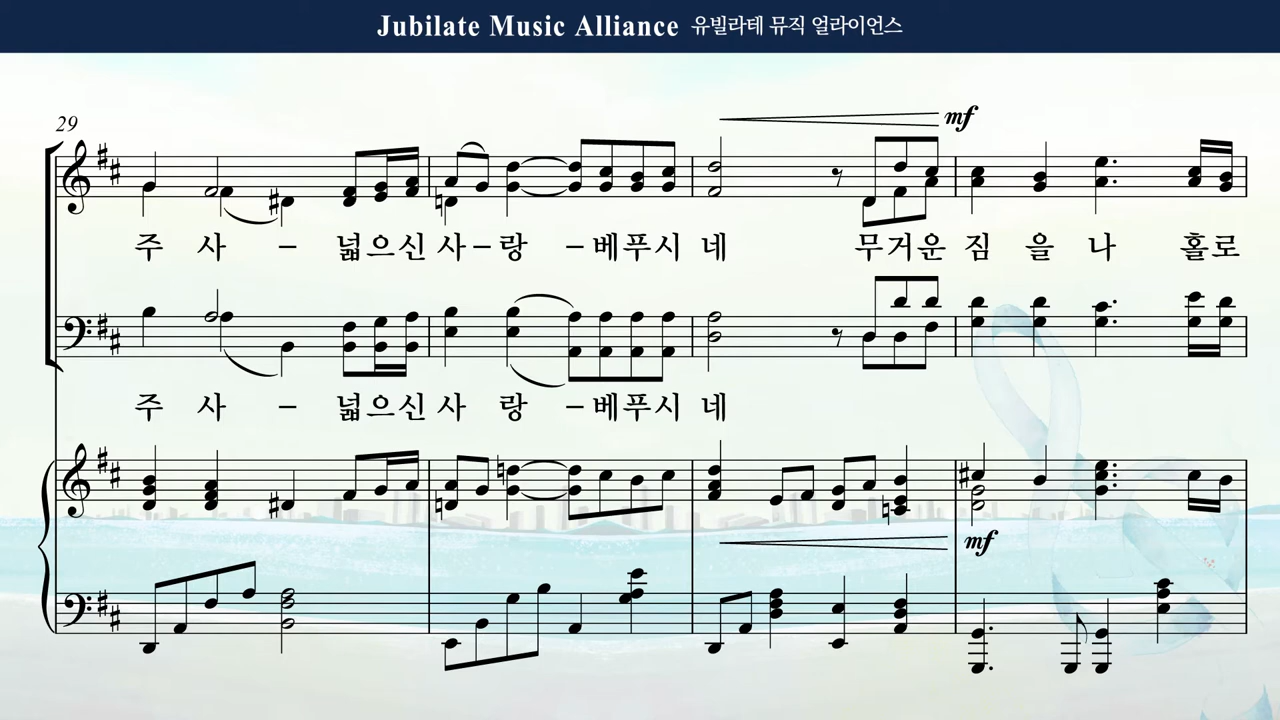 Jubilate Music Alliance 유빌라테 뮤직 얼라이언스
29
mf
주 사 – 넓으신 사 – 랑 – 베푸시 네 무거운 짐 을 나 홀로
주 사 – 넓으신 사 랑 – 베푸시 네
mf